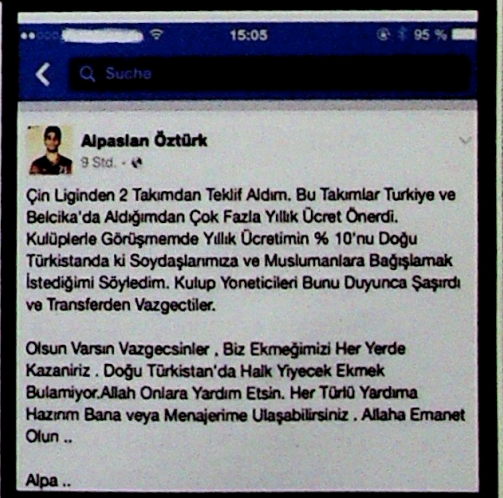 15:05
95 %
Suche
Alpaslan Öztürk
9 Std. ·
Çin Liginden 2 Takımdan Teklif Aldım. Bu Takımlar Turkiye ve
Belcika'da Aldığımdan Çok Fazla Yıllık Ücret Önerdi.
Kulüplerle Görüşmemde Yıllık Ücretimin % 10'nu Doğu
Türkistanda ki Soydaşlarımıza ve Muslumanlara Bağışlamak
İstediğimi Söyledim. Kulup Yoneticileri Bunu Duyunca Şaşırdı
ve Transferden Vazgectiler.
Olsun Varsın Vazgecsinler , Biz Ekmeğimizi Her Yerde
Kazaniriz . Doğu Türkistan'da Halk Yiyecek Ekmek
Bulamiyor.Allah Onlara Yardım Etsin. Her Türlü Yardıma
Hazırım Bana veya Menajerime Ulaşabilirsiniz . Allaha Emanet
Olun ..
Alpa ..